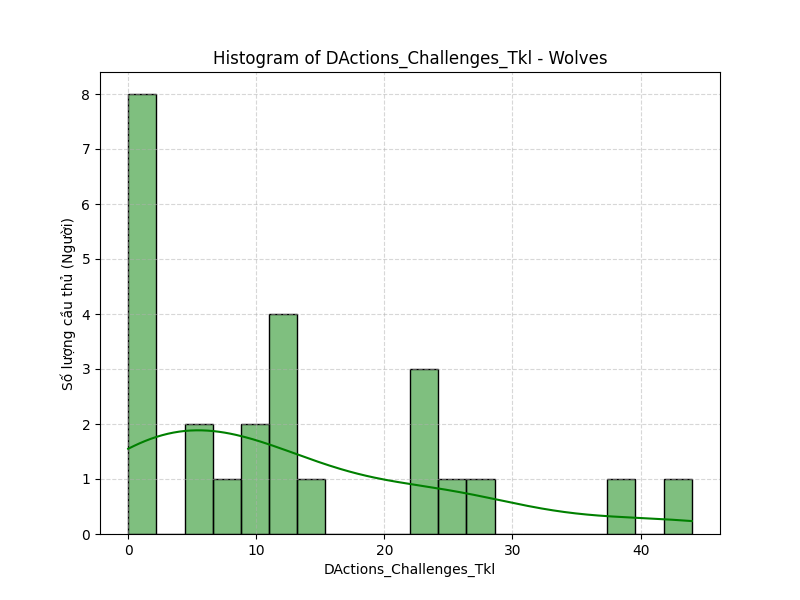 Histogram of DActions_Challenges_Tkl - Wolves
Số lượng cầu thủ (Người)
8
7
6
5
4
3
2
1
0
0 10 20 30 40
DActions_Challenges_Tkl